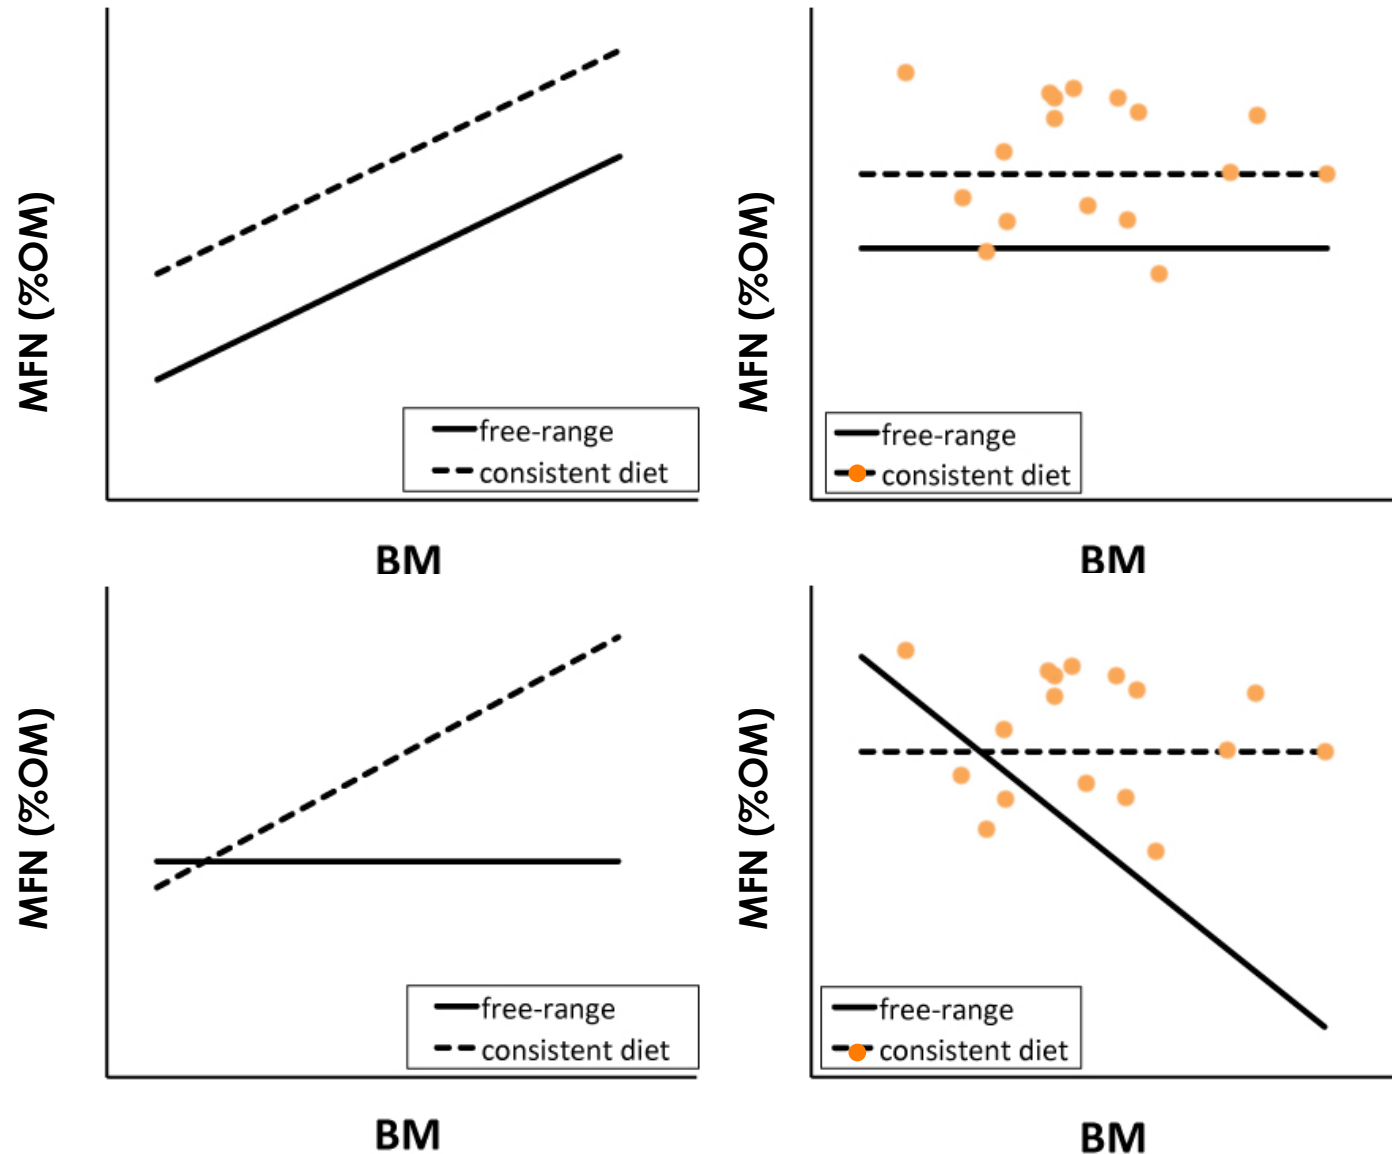 MFN (%OM)
free-range
consistent diet
BM
MFN (%OM)
free-range
consistent diet
BM
MFN (%OM)
free-range
consistent diet
BM
MFN (%OM)
free-range
consistent diet
BM